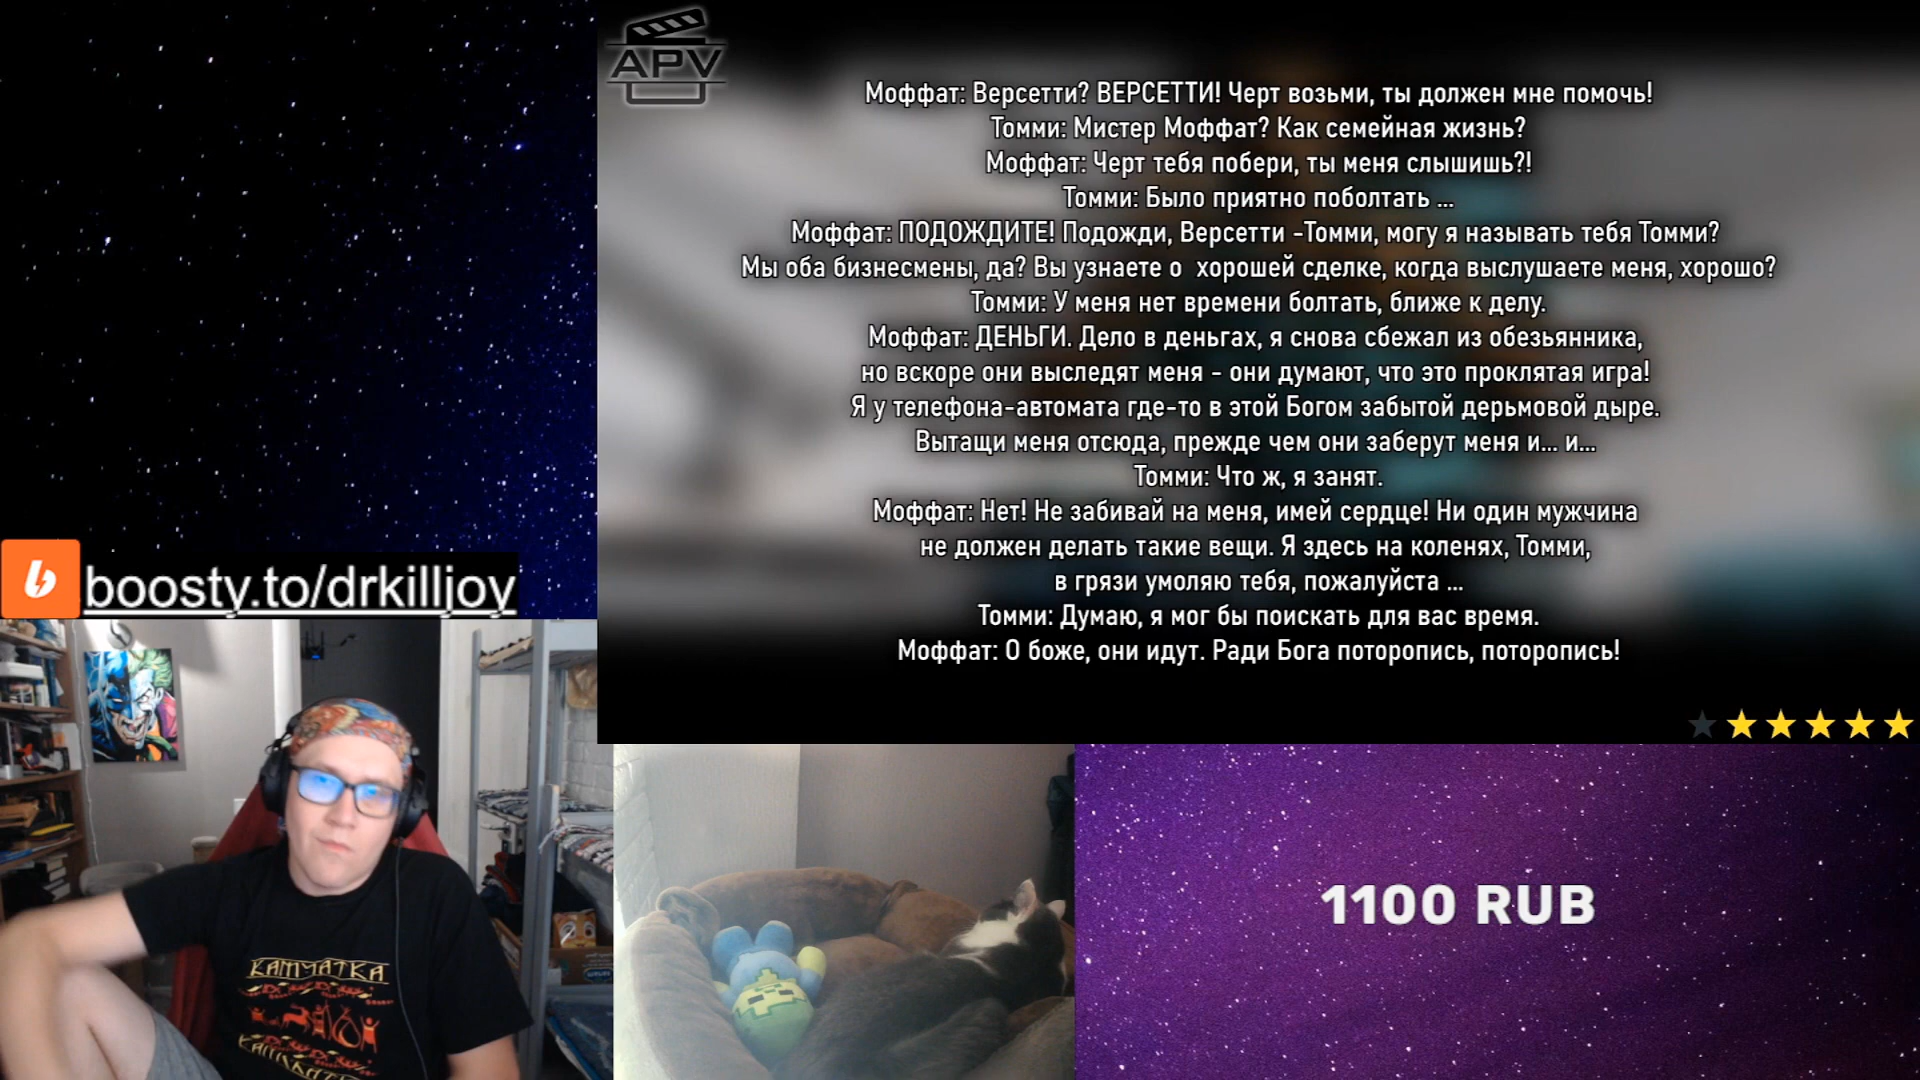 APV
Моффат: Версетти? ВЕРСЕТТИ! Черт возьми, ты должен мне помочь!
Томми: Мистер Моффат? Как семейная жизнь?
Моффат: Черт тебя побери, ты меня слышишь?!
Томми: Было приятно поболтать ...
Моффат: ПОДОЖДИТЕ! Подожди, Версетти -Томми, могу я называть тебя Томми?
Мы оба бизнесмены, да? Вы узнаете о  хорошей сделке, когда выслушаете меня, хорошо?
Томми: У меня нет времени болтать, ближе к делу.
Моффат: ДЕНЬГИ. Дело в деньгах, я снова сбежал из обезьянника,
но вскоре они выследят меня - они думают, что это проклятая игра!
Я у телефона-автомата где-то в этой Богом забытой дерьмовой дыре.
Вытащи меня отсюда, прежде чем они заберут меня и... и...
Томми: Что ж, я занят.
Моффат: Нет! Не забивай на меня, имей сердце! Ни один мужчина
не должен делать такие вещи. Я здесь на коленях, Томми,
в грязи умоляю тебя, пожалуйста ...
Томми: Думаю, я мог бы поискать для вас время.
Моффат: О боже, они идут. Ради Бога поторопись, поторопись!
boosty.to/drkilljoy
КАМЧАТКА
1100 RUB